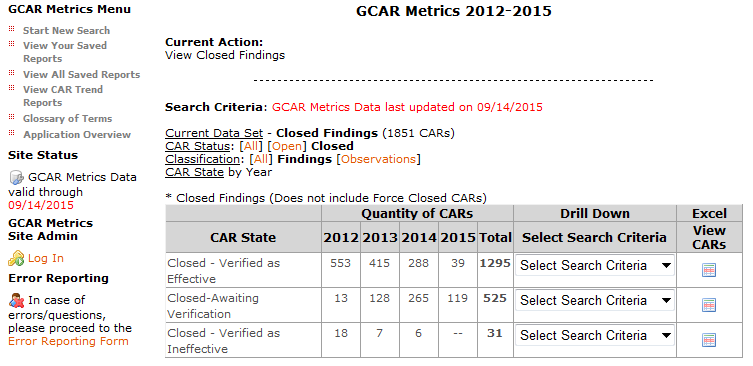 GCAR Metrics Menu
Start New Search
View Your Saved
Reports
View All Saved Reports
View CAR Trend
Reports
Glossary of Terms
Application Overview
Site Status
GCAR Metrics Data
valid through
09/14/2015
GCAR Metrics
Site Admin
Log In
Error Reporting
In case of
errors/questions,
please proceed to the
Error Reporting Form
GCAR Metrics 2012-2015
Current Action:
View Closed Findings
Search Criteria: GCAR Metrics Data last updated on 09/14/2015
Current Data Set - Closed Findings (1851 CARs)
CAR Status: [All] [Open] Closed
Classification: [All] Findings [Observations]
CAR State by Year
* Closed Findings (Does not include Force Closed CARs)
Quantity of CARs Drill Down Excel
CAR State 2012 2013 2014 2015 Total Select Search Criteria View
CARs
Closed - Verified as
Effective 553 415 288 39 1295 Select Search Criteria
Closed-Awaiting
Verification 13 128 265 119 525 Select Search Criteria
Closed - Verified as
Ineffective 18 7 6 -- 31 Select Search Criteria